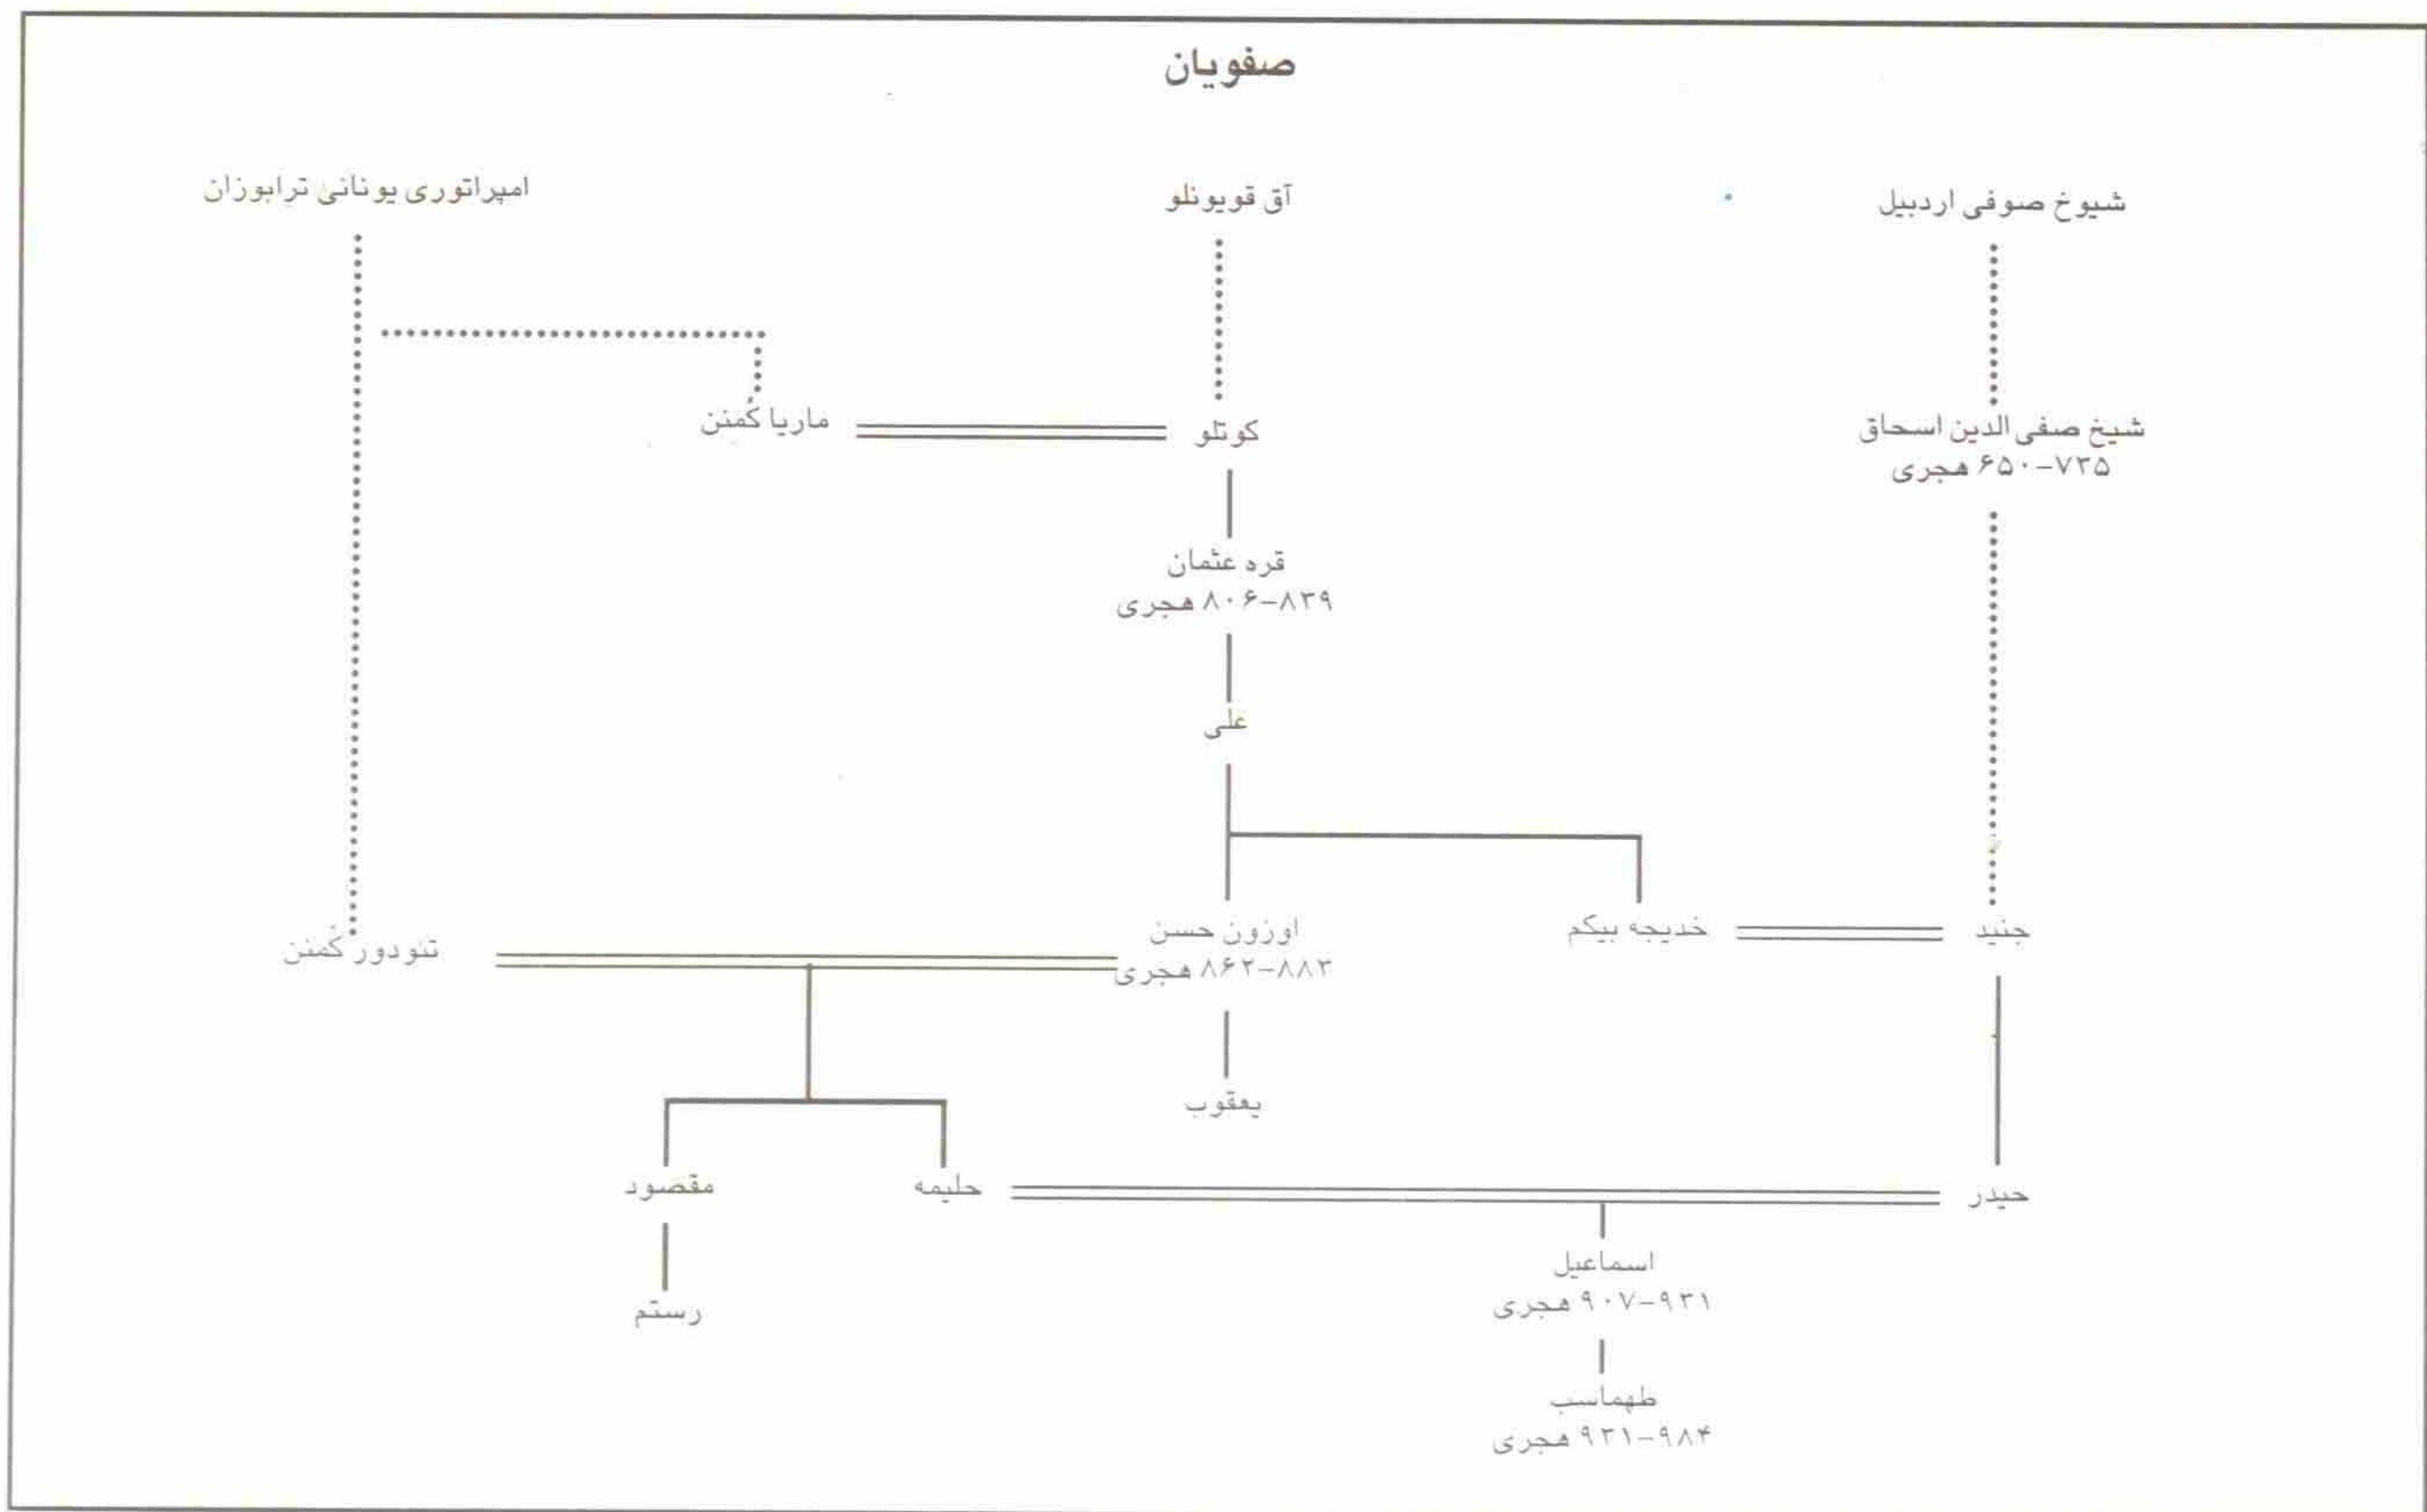 صفویان
شیوخ صوفی اردبیل
آق قویونلو
امپراتوری یونانی ترابوزان
شیخ صفی الدین اسحاق
۶۵۰-۷۳۵ هجری
کوتلو
ماریا کُمنن
قره عثمان
۸۰۶-۸۳۹ هجری
علی
جنید
خدیجه بیکم
اوزون حسن
۸۶۲-۸۸۳ هجری
تئودور کُمنن
یعقوب
حیدر
حلیمه
مقصود
اسماعیل
۹۰۷-۹۳۱ هجری
رستم
طهماسب
۹۳۱-۹۸۴ هجری